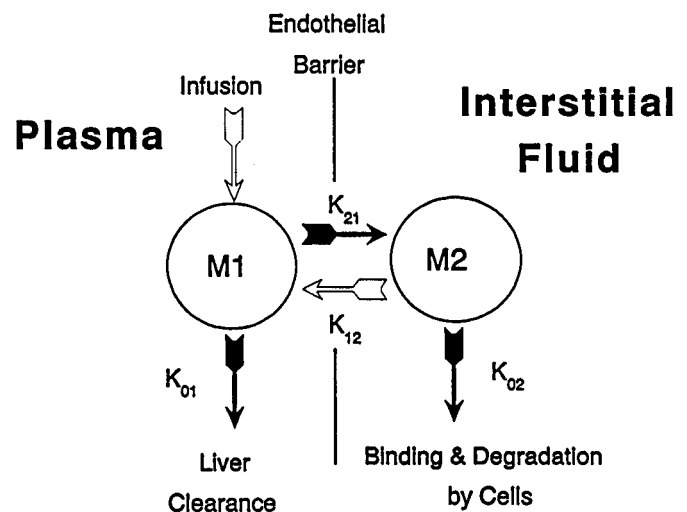 Endothelial
Barrier
Infusion
Plasma
Interstitial
Fluid
K21
M1
M2
K12
K01
K02
Liver
Clearance
Binding & Degradation
by Cells